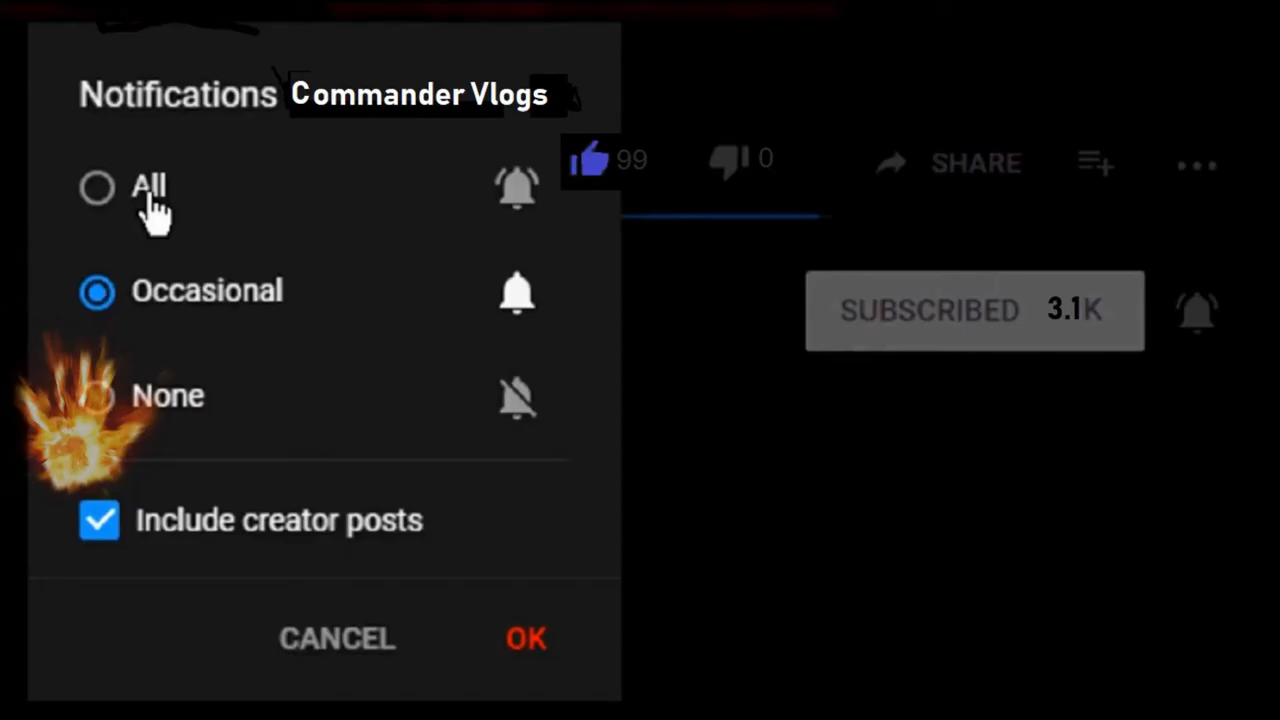 Notifications Commander Vlogs
All
99 0 SHARE
Occasional
SUBSCRIBED 3.1K
None
Include creator posts
CANCEL OK